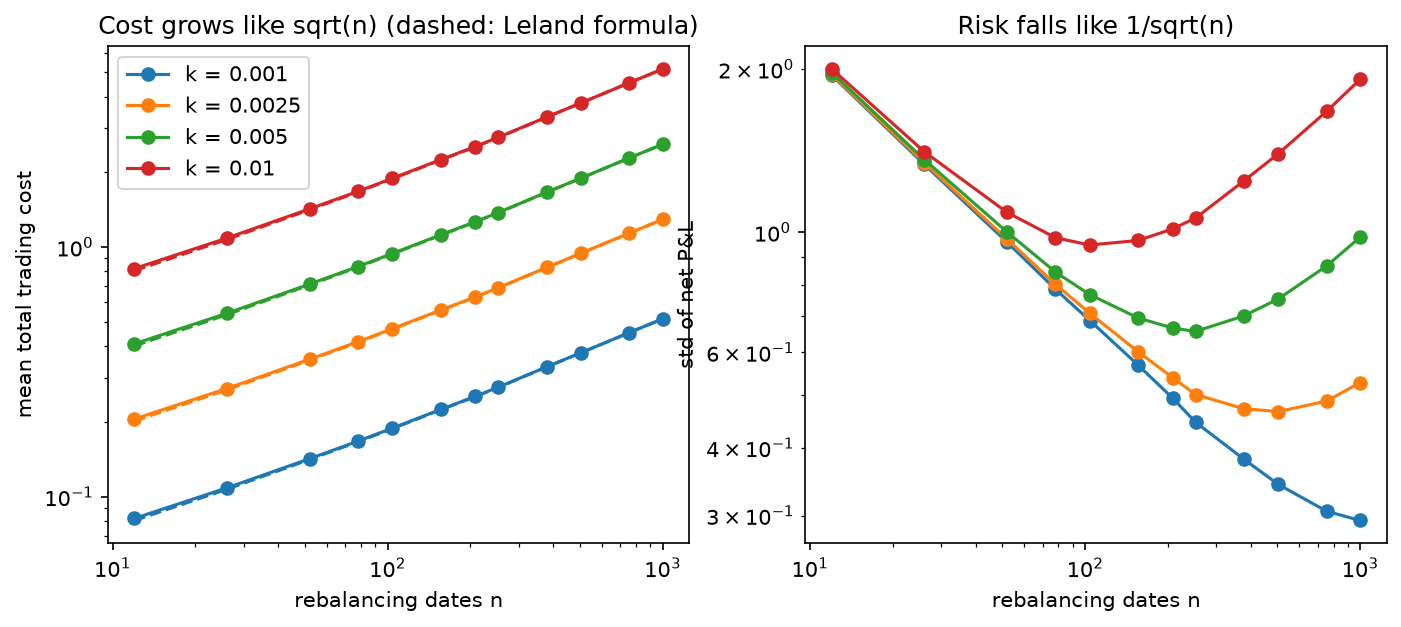 Cost grows like sqrt(n) (dashed: Leland formula)
k = 0.001
k = 0.0025
k = 0.005
k = 0.01
mean total trading cost
10⁰
10⁻¹
10¹
10²
10³
rebalancing dates n
Risk falls like 1/sqrt(n)
std of net P&L
2 × 10⁰
10⁰
6 × 10⁻¹
4 × 10⁻¹
3 × 10⁻¹
10¹
10²
10³
rebalancing dates n